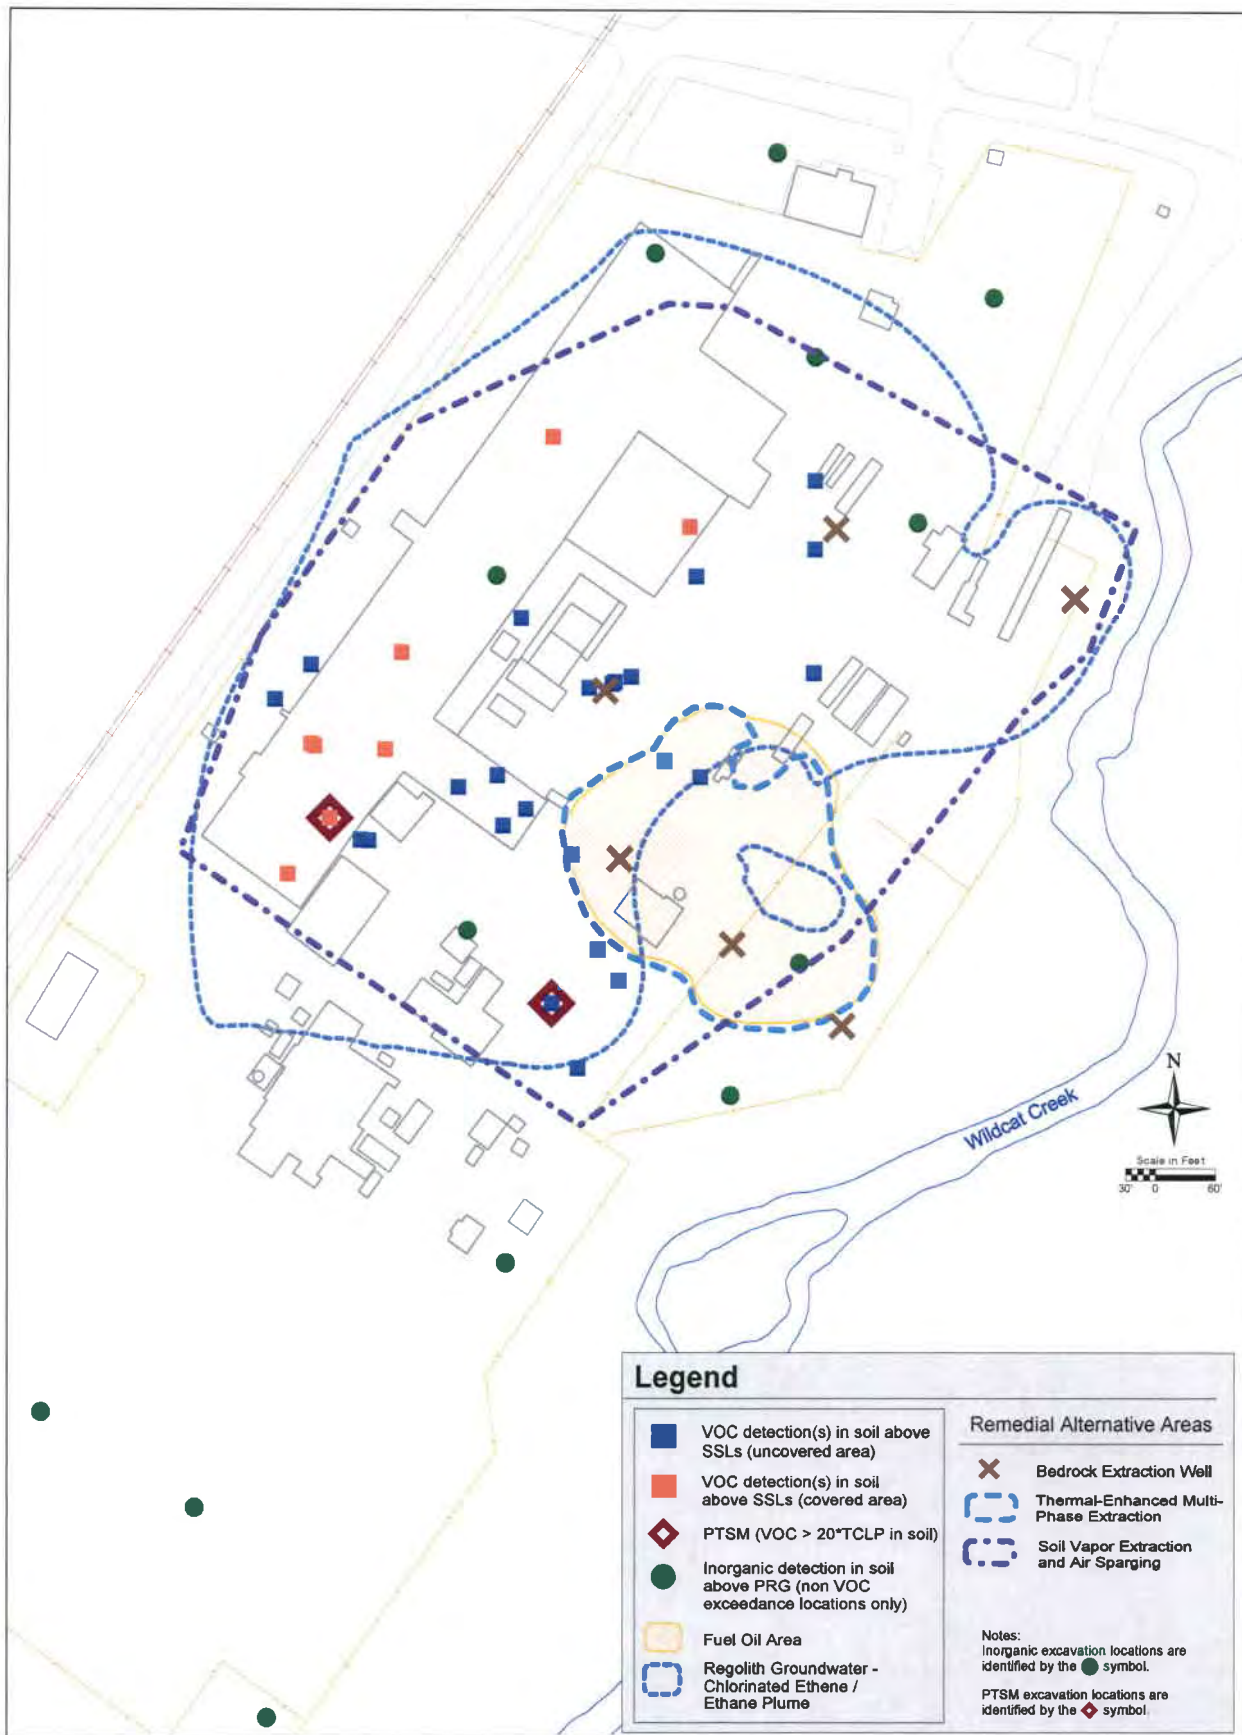 N
Wildcat Creek
Scale in Feet
30' 0 60'
Legend
VOC detection(s) in soil above
SSLs (uncovered area)
VOC detection(s) in soil
above SSLs (covered area)
PTSM (VOC > 20*TCLP in soil)
Inorganic detection in soil
above PRG (non VOC
exceedance locations only)
Fuel Oil Area
Regolith Groundwater -
Chlorinated Ethene /
Ethane Plume
Remedial Alternative Areas
Bedrock Extraction Well
Thermal-Enhanced Multi-
Phase Extraction
Soil Vapor Extraction
and Air Sparging
Notes:
Inorganic excavation locations are
identified by the symbol.
PTSM excavation locations are
identified by the symbol.